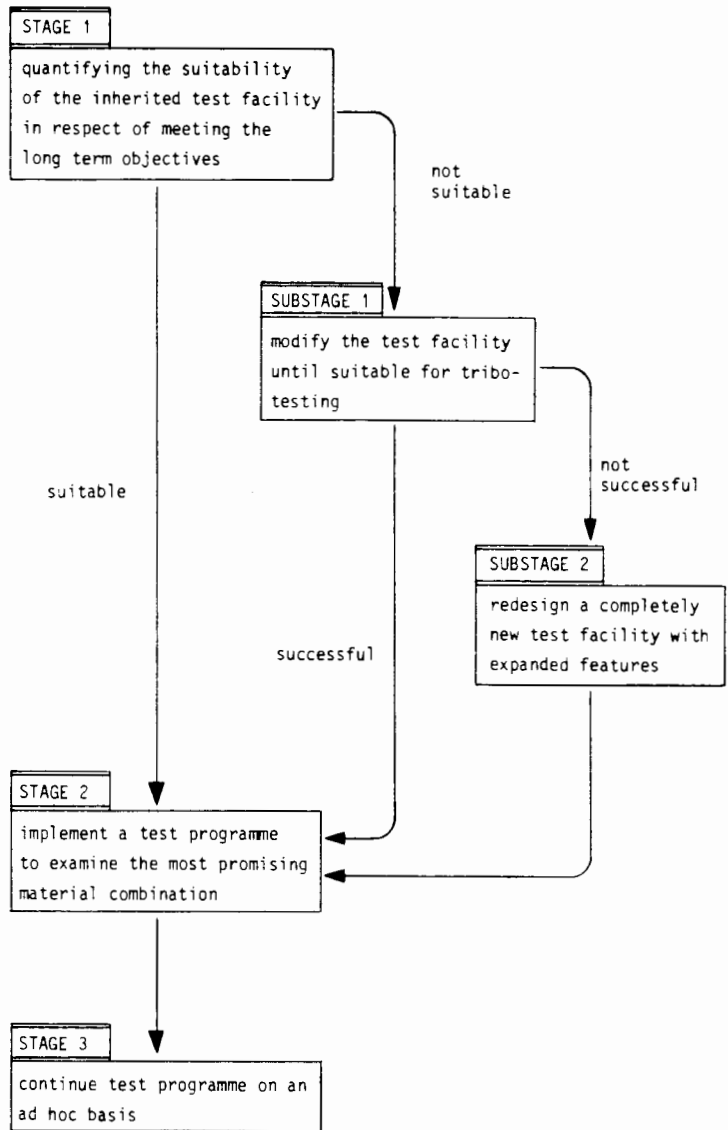 STAGE 1
quantifying the suitability
of the inherited test facility
in respect of meeting the
long term objectives
not
suitable
SUBSTAGE 1
modify the test facility
until suitable for tribo-
testing
suitable
not
successful
successful
SUBSTAGE 2
redesign a completely
new test facility with
expanded features
STAGE 2
implement a test programme
to examine the most promising
material combination
STAGE 3
continue test programme on an
ad hoc basis